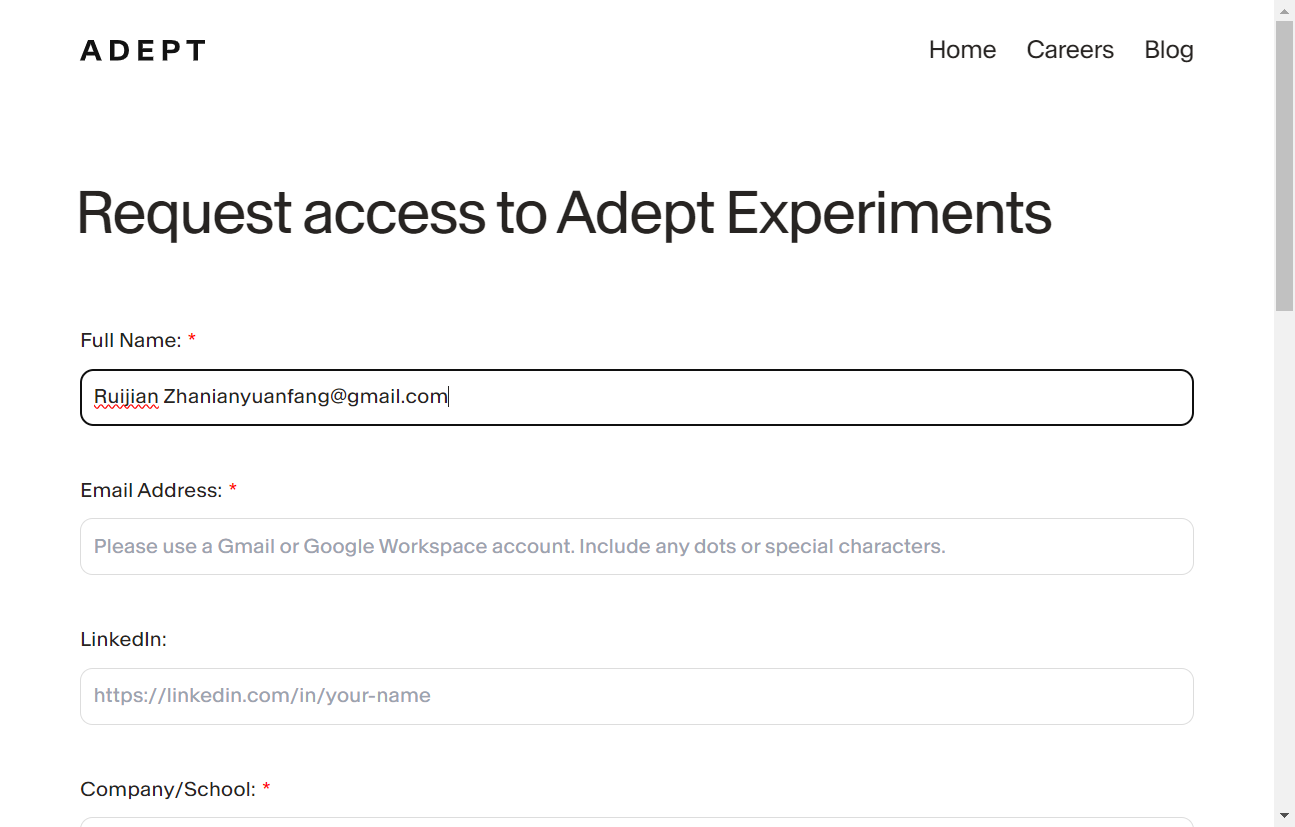 ADEPT
Home Careers Blog
Request access to Adept Experiments
Full Name: *
Ruijian Zhanianyuanfang@gmail.com
Email Address: *
Please use a Gmail or Google Workspace account. Include any dots or special characters.
LinkedIn:
https://linkedin.com/in/your-name
Company/School: *